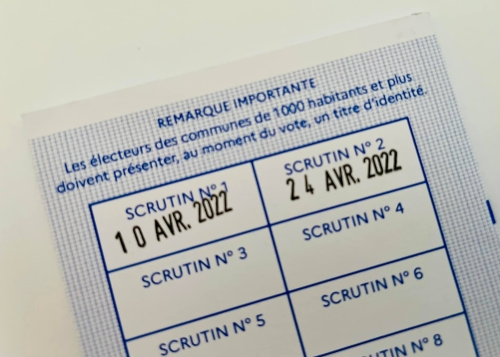 REMARQUE IMPORTANTE
Les électeurs des communes de 1000 habitants et plus
doivent présenter, au moment du vote, un titre d'identité.
SCRUTIN N° 1
10 AVR. 2022
SCRUTIN N° 2
24 AVR. 2022
SCRUTIN N° 3
SCRUTIN N° 4
SCRUTIN N° 5
SCRUTIN N° 6
SCRUTIN N° 8